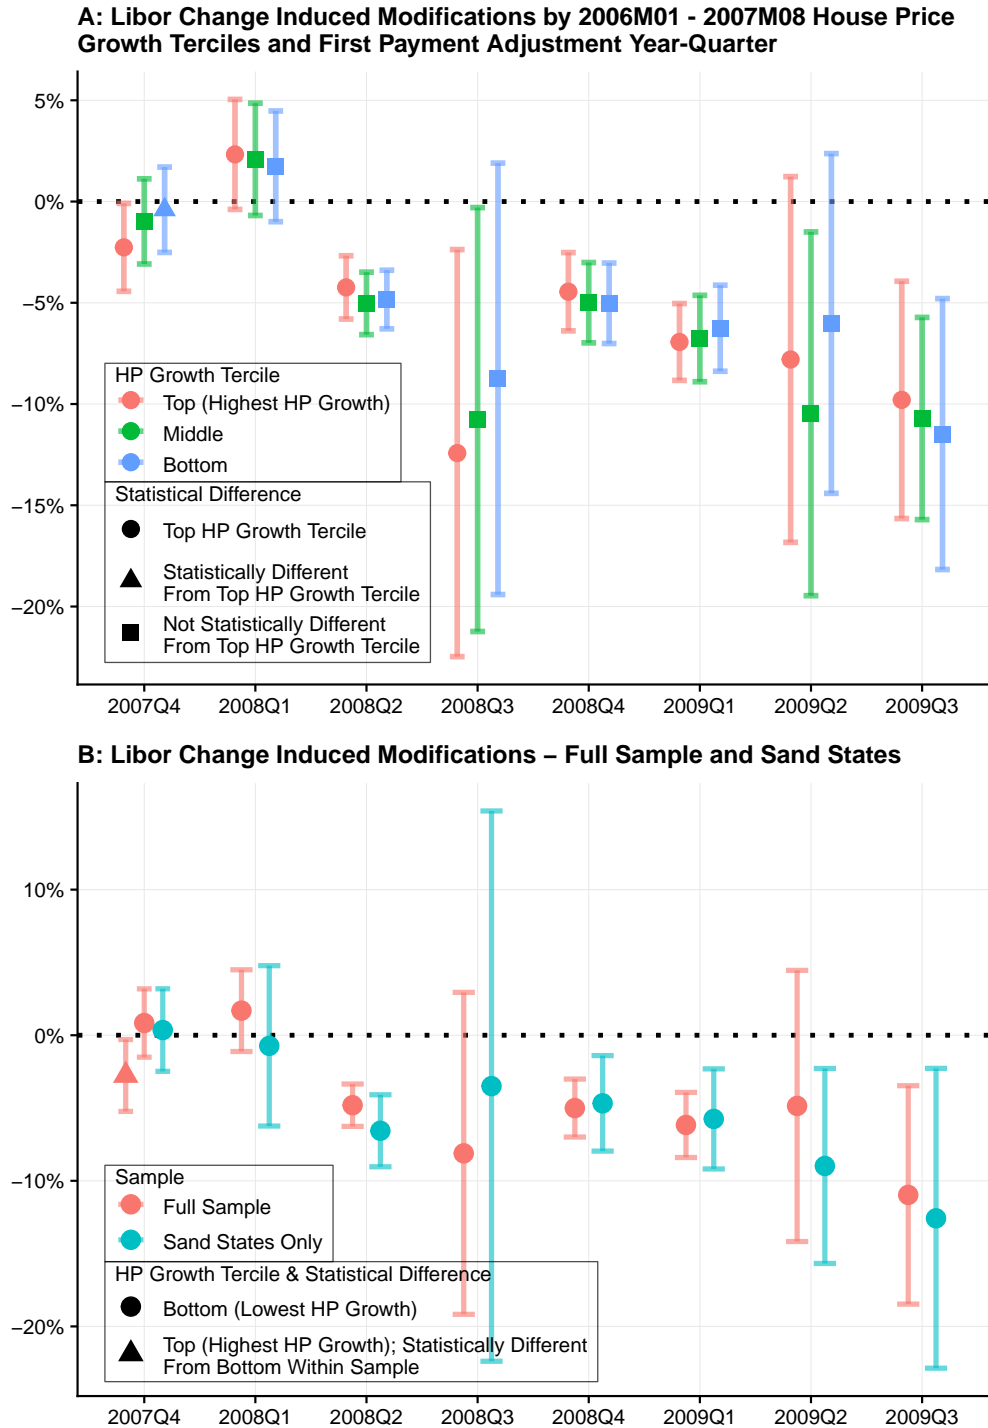 A: Libor Change Induced Modifications by 2006M01 - 2007M08 House Price
Growth Terciles and First Payment Adjustment Year-Quarter
5%
0%
−5%
−10%
−15%
−20%
HP Growth Tercile
Top (Highest HP Growth)
Middle
Bottom
Statistical Difference
Top HP Growth Tercile
Statistically Different
From Top HP Growth Tercile
Not Statistically Different
From Top HP Growth Tercile
2007Q4 2008Q1 2008Q2 2008Q3 2008Q4 2009Q1 2009Q2 2009Q3
B: Libor Change Induced Modifications – Full Sample and Sand States
10%
0%
−10%
−20%
Sample
Full Sample
Sand States Only
HP Growth Tercile & Statistical Difference
Bottom (Lowest HP Growth)
Top (Highest HP Growth); Statistically Different
From Bottom Within Sample
2007Q4 2008Q1 2008Q2 2008Q3 2008Q4 2009Q1 2009Q2 2009Q3